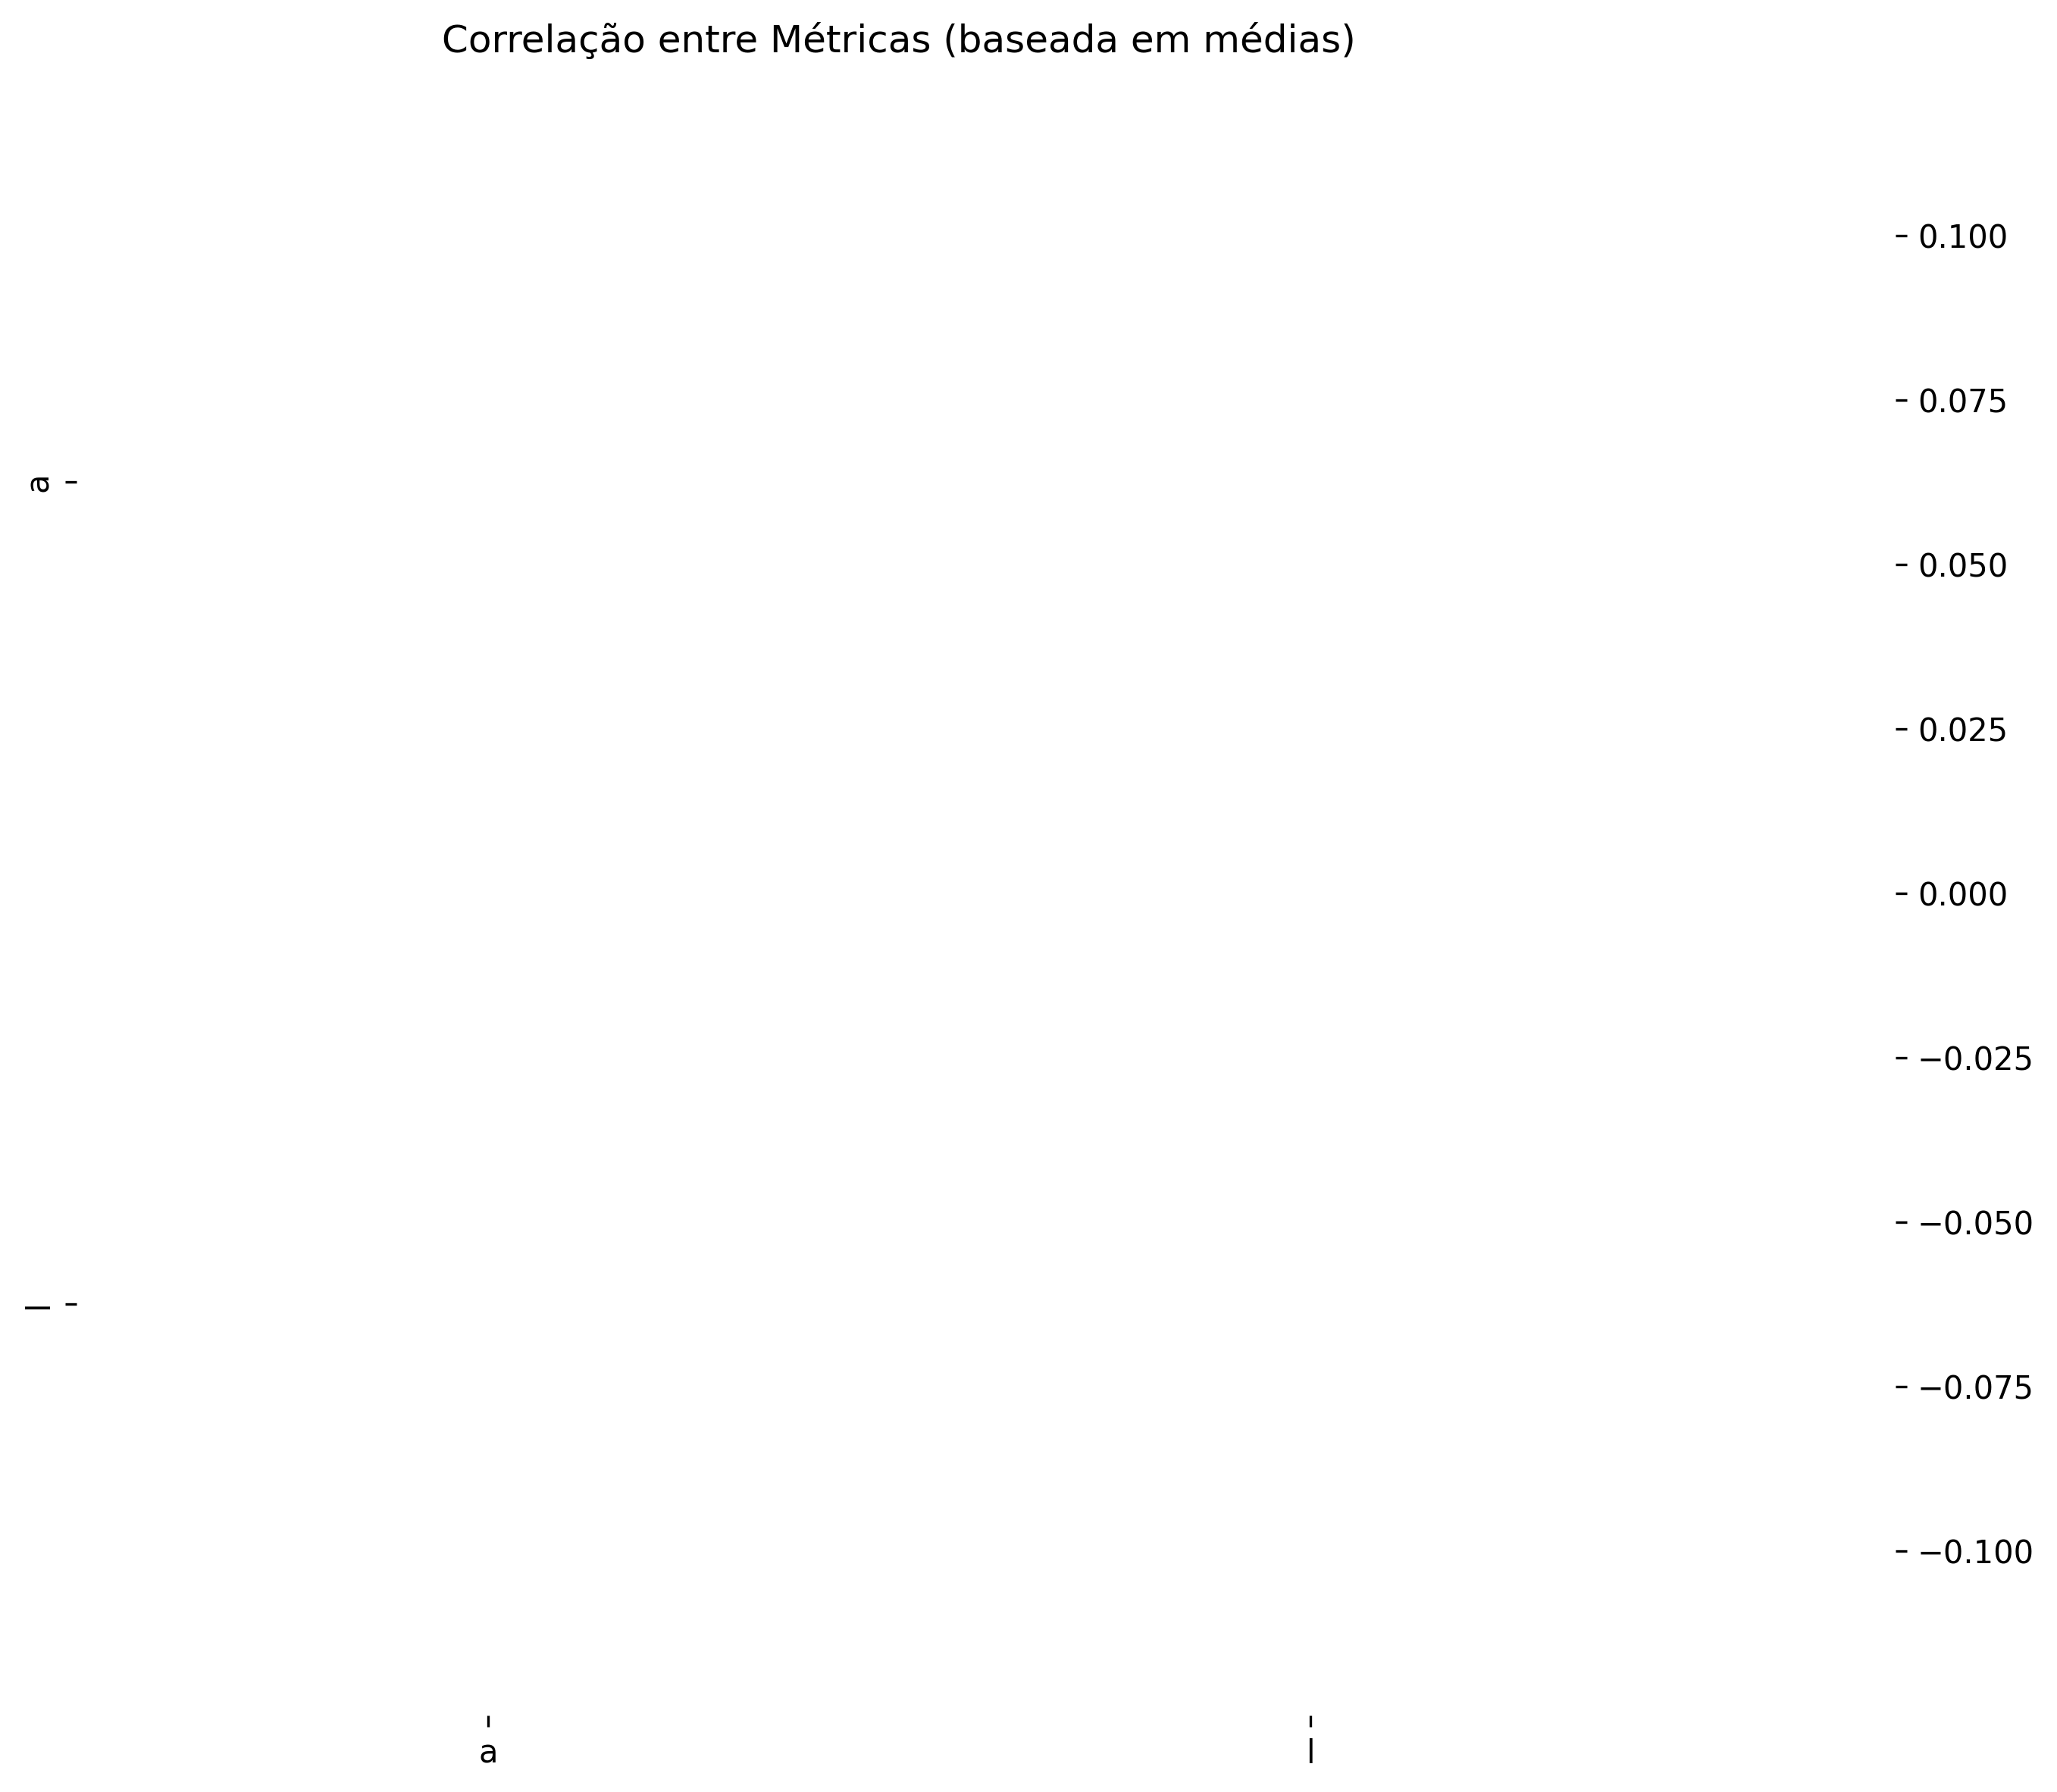 Correlação entre Métricas (baseada em médias)
0.100
0.075
a
0.050
0.025
0.000
−0.025
−0.050
l
−0.075
−0.100
a
l